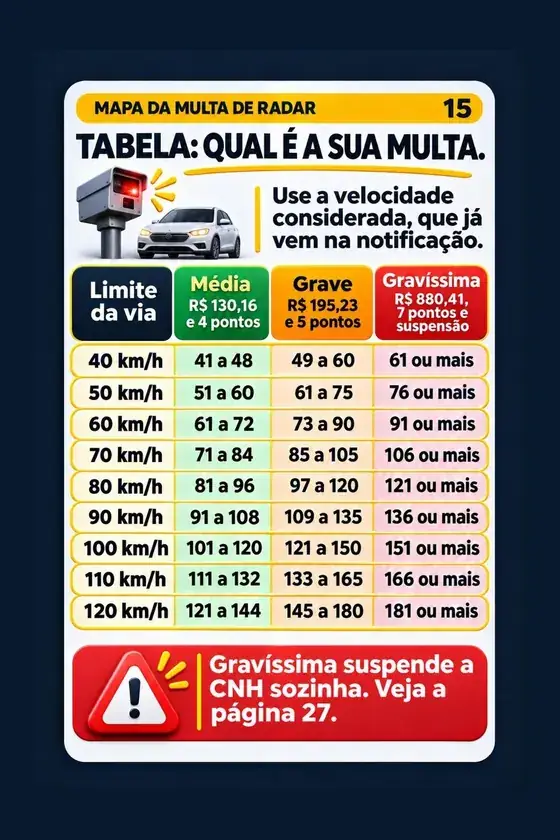 MAPA DA MULTA DE RADAR 15
TABELA: QUAL É A SUA MULTA.
Use a velocidade
considerada, que já
vem na notificação.
Limite
da via
Média
R$ 130,16
e 4 pontos
Grave
R$ 195,23
e 5 pontos
Gravíssima
R$ 880,41,
7 pontos e
suspensão
40 km/h 41 a 48 49 a 60 61 ou mais
50 km/h 51 a 60 61 a 75 76 ou mais
60 km/h 61 a 72 73 a 90 91 ou mais
70 km/h 71 a 84 85 a 105 106 ou mais
80 km/h 81 a 96 97 a 120 121 ou mais
90 km/h 91 a 108 109 a 135 136 ou mais
100 km/h 101 a 120 121 a 150 151 ou mais
110 km/h 111 a 132 133 a 165 166 ou mais
120 km/h 121 a 144 145 a 180 181 ou mais
Gravíssima suspende a
CNH sozinha. Veja a
página 27.